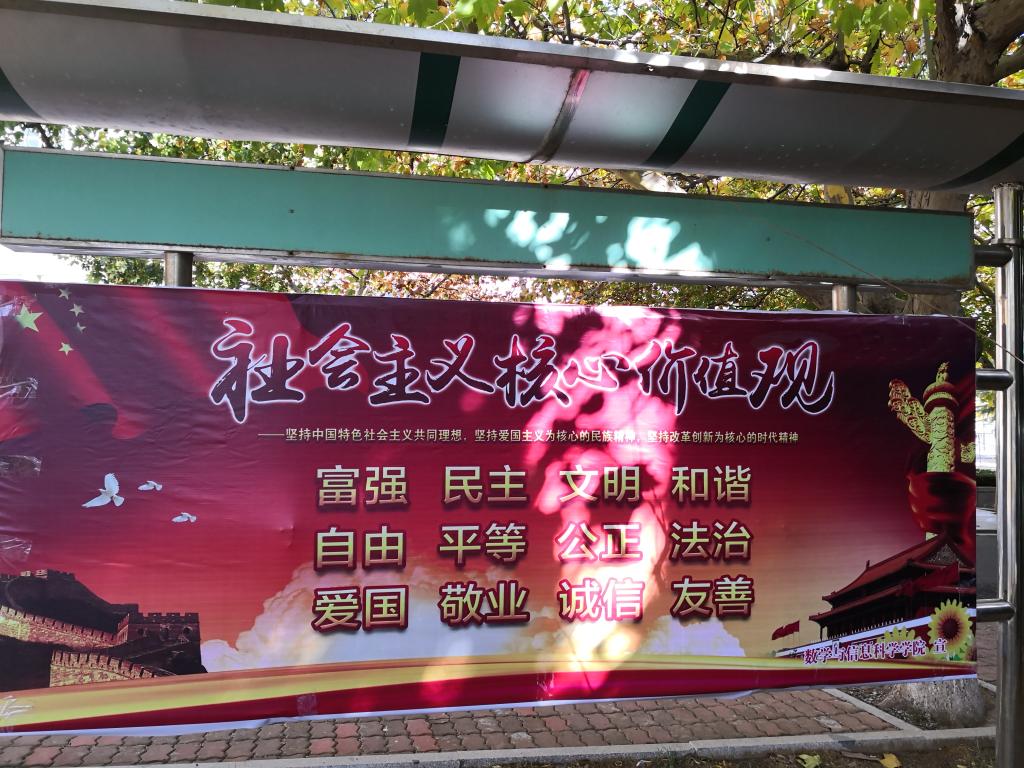 社会主义核心价值观
——坚持中国特色社会主义共同理想，坚持爱国主义为核心的民族精神，坚持改革创新为核心的时代精神
富强 民主 文明 和谐
自由 平等 公正 法治
爱国 敬业 诚信 友善
数学与信息科学学院 宣